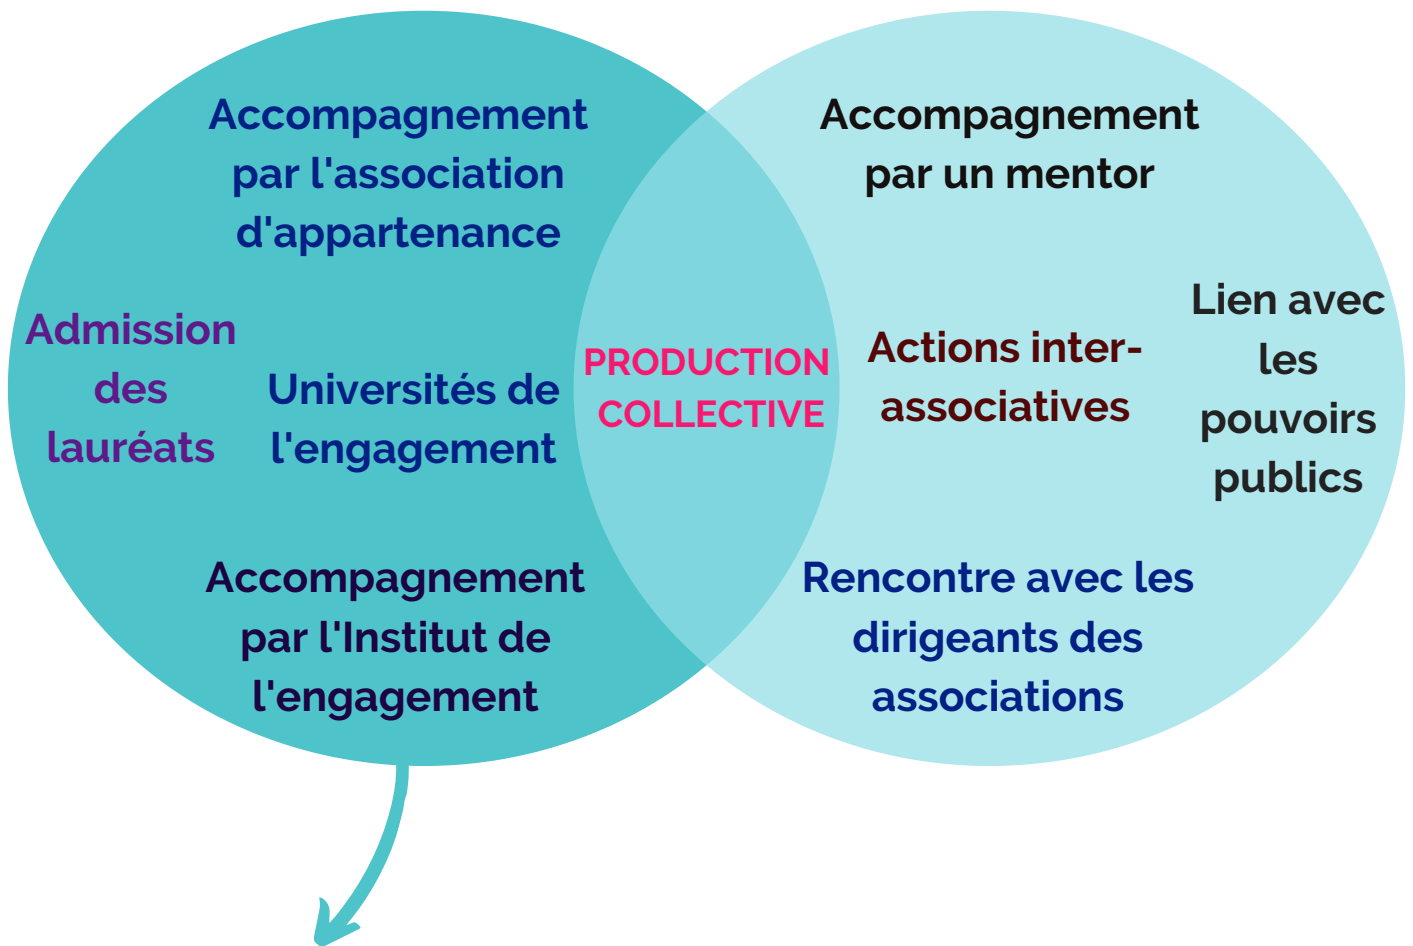 Accompagnement
par l'association
d'appartenance
Admission
des
lauréats
Universités de
l'engagement
Accompagnement
par l'Institut de
l'engagement
PRODUCTION
COLLECTIVE
Accompagnement
par un mentor
Actions inter-
associatives
Lien avec
les
pouvoirs
publics
Rencontre avec les
dirigeants des
associations